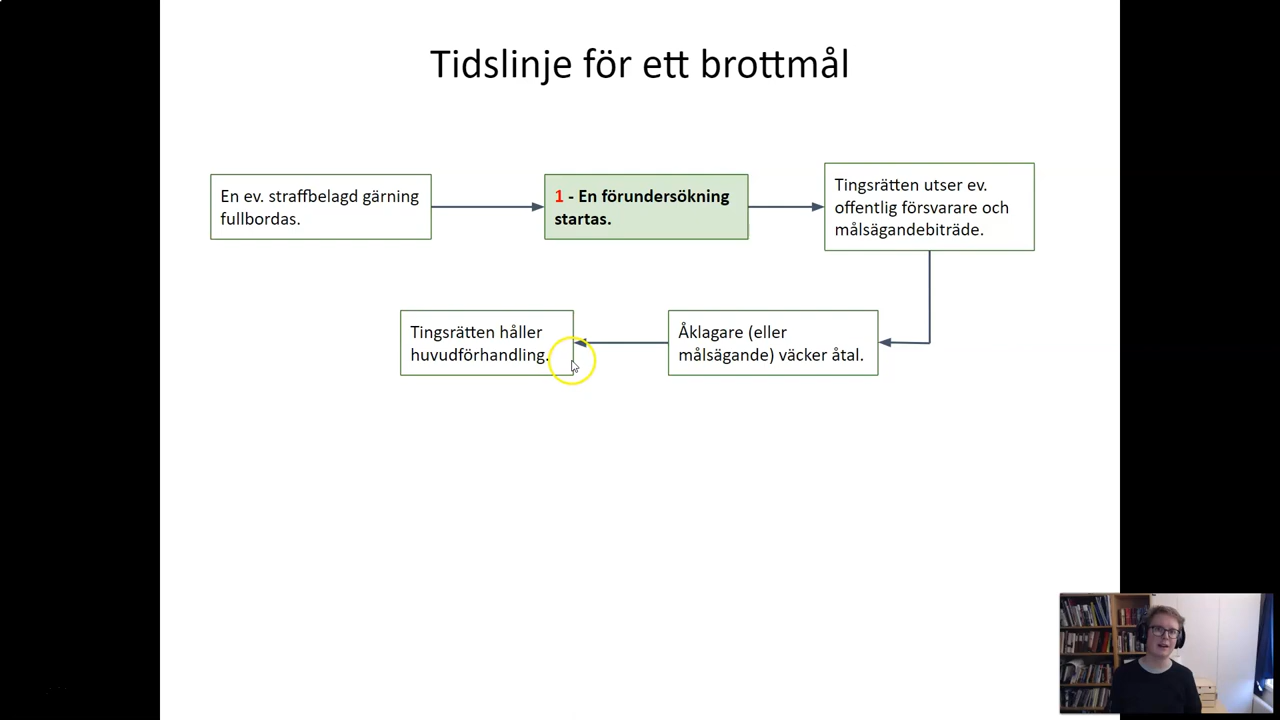 Tidslinje för ett brottmål
En ev. straffbelagd gärning
fullbordas.
1 - En förundersökning
startas.
Tingsrätten utser ev.
offentlig försvarare och
målsägandebiträde.
Åklagare (eller
målsägande) väcker åtal.
Tingsrätten håller
huvudförhandling.